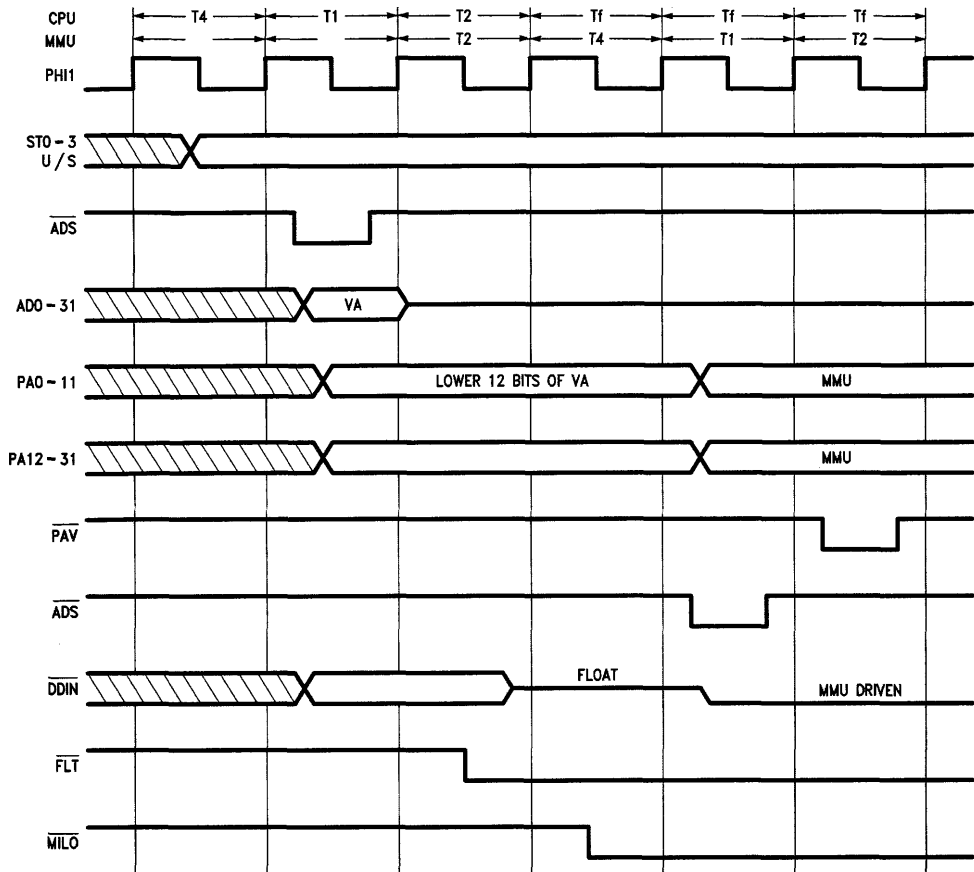 CPU T4 T1 T2 Tf Tf Tf
MMU T2 T4 T1 T2
PHI1
ST0-3
U/S
ADS
AD0-31 VA
PA0-11 LOWER 12 BITS OF VA MMU
PA12-31 MMU
PAV
ADS
DDIN FLOAT MMU DRIVEN
FLT
MILO